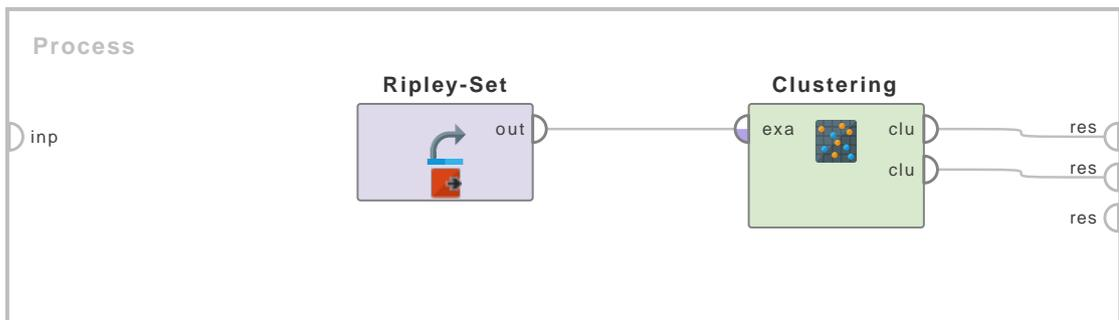 Process
Ripley-Set
Clustering
inp
out
exa
clu
res
clu
res
res